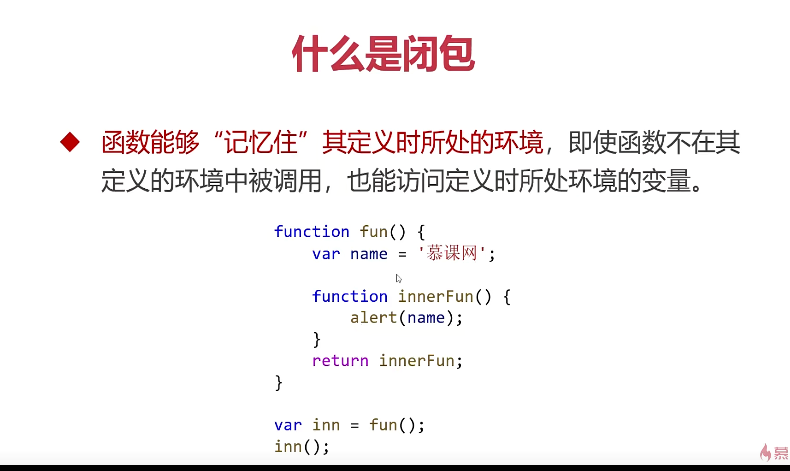 什么是闭包
函数能够“记忆住”其定义时所处的环境，即使函数不在其
定义的环境中被调用，也能访问定义时所处环境的变量。
function fun() {
    var name = '慕课网';
    function innerFun() {
        alert(name);
    }
    return innerFun;
}
var inn = fun();
inn();
慕